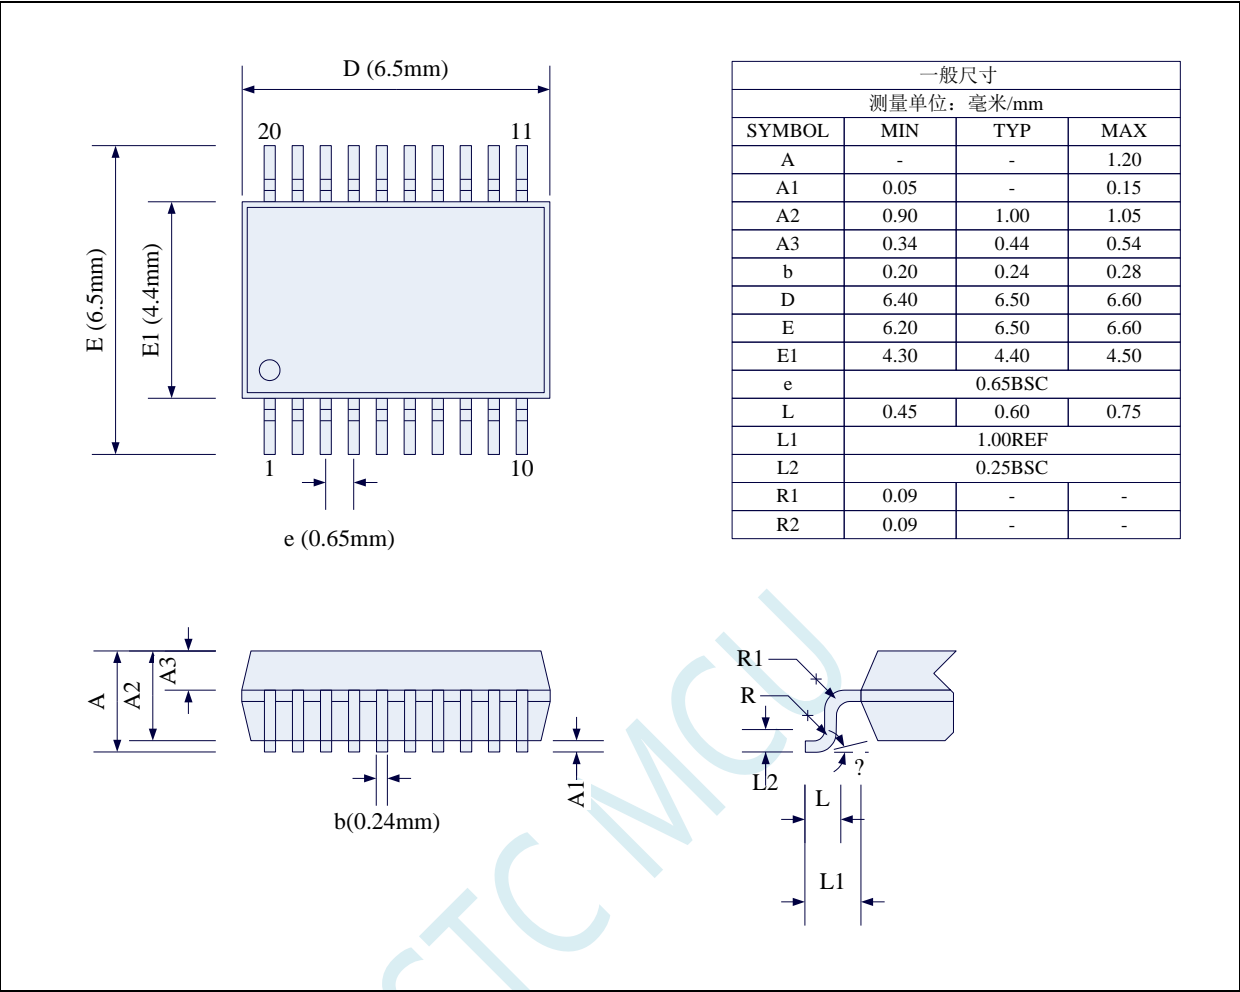 D (6.5mm)
20 11
E (6.5mm)
E1 (4.4mm)
1 10
e (0.65mm)
一般尺寸
测量单位：毫米/mm
SYMBOL MIN TYP MAX
A - - 1.20
A1 0.05 - 0.15
A2 0.90 1.00 1.05
A3 0.34 0.44 0.54
b 0.20 0.24 0.28
D 6.40 6.50 6.60
E 6.20 6.50 6.60
E1 4.30 4.40 4.50
e 0.65BSC
L 0.45 0.60 0.75
L1 1.00REF
L2 0.25BSC
R1 0.09 - -
R2 0.09 - -
A
A2
A3
A1
b(0.24mm)
R1
R
L2
?
L
L1
STC MCU